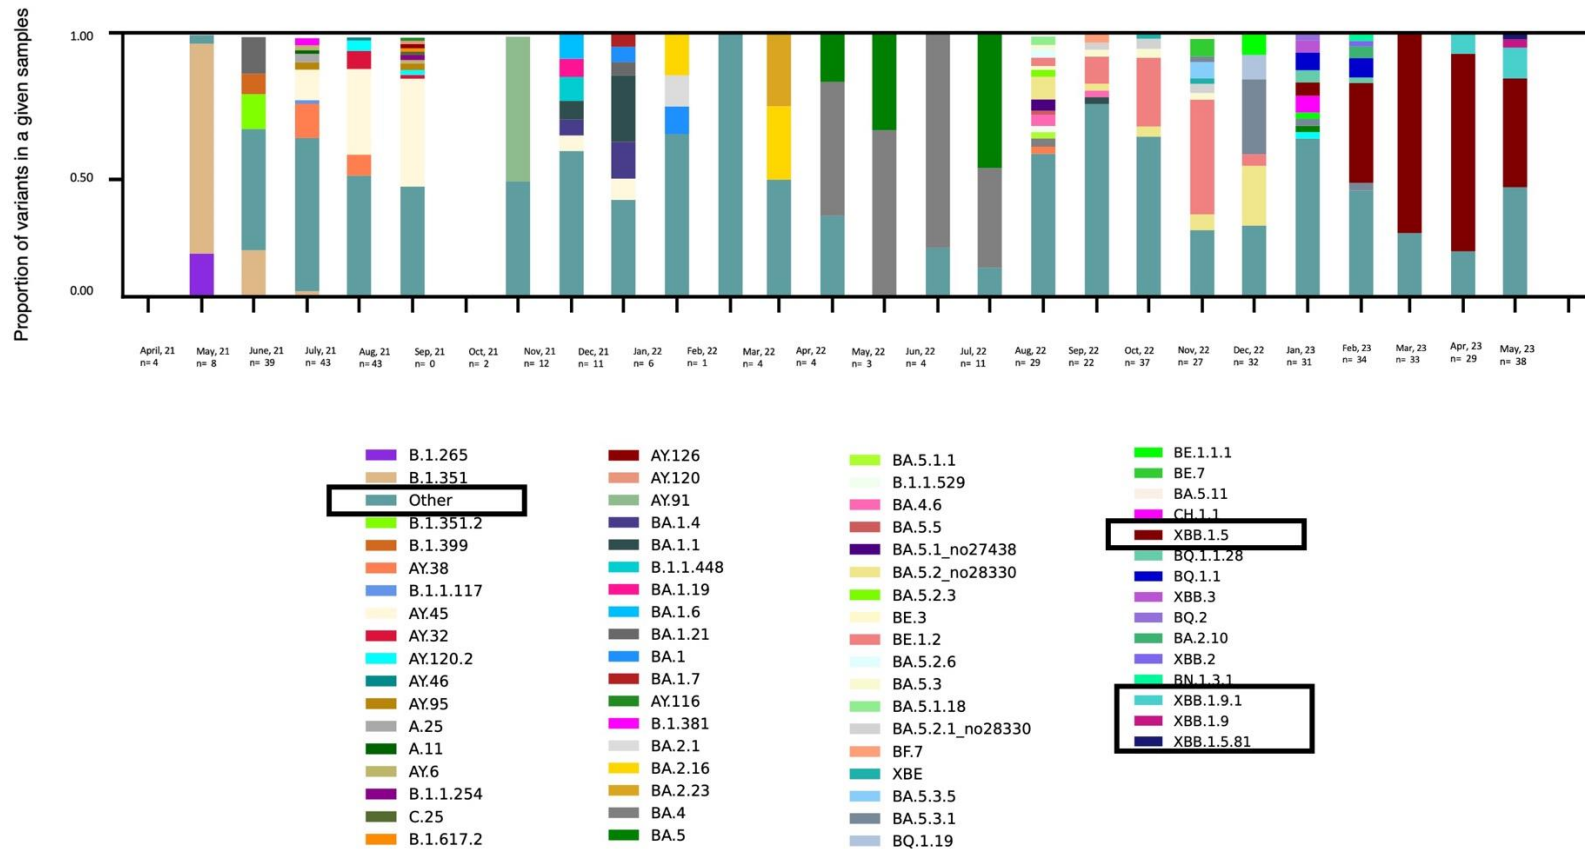 Proportion of variants in a given samples
1.00
0.50
0.00
April, 21
n= 4
May, 21
n= 8
June, 21
n= 39
July, 21
n= 43
Aug, 21
n= 43
Sep, 21
n= 0
Oct, 21
n= 2
Nov, 21
n= 12
Dec, 21
n= 11
Jan, 22
n= 6
Feb, 22
n= 1
Mar, 22
n= 4
Apr, 22
n= 4
May, 22
n= 3
Jun, 22
n= 4
Jul, 22
n= 11
Aug, 22
n= 29
Sep, 22
n= 22
Oct, 22
n= 37
Nov, 22
n= 27
Dec, 22
n= 32
Jan, 23
n= 31
Feb, 23
n= 34
Mar, 23
n= 33
Apr, 23
n= 29
May, 23
n= 38
B.1.265
B.1.351
Other
B.1.351.2
B.1.399
AY.38
B.1.1.117
AY.45
AY.32
AY.120.2
AY.46
AY.95
A.25
A.11
AY.6
B.1.1.254
C.25
B.1.617.2
AY.126
AY.120
AY.91
BA.1.4
BA.1.1
B.1.1.448
BA.1.19
BA.1.6
BA.1.21
BA.1
BA.1.7
AY.116
B.1.381
BA.2.1
BA.2.16
BA.2.23
BA.4
BA.5
BA.5.1.1
B.1.1.529
BA.4.6
BA.5.5
BA.5.1_no27438
BA.5.2_no28330
BA.5.2.3
BE.3
BE.1.2
BA.5.2.6
BA.5.3
BA.5.1.18
BA.5.2.1_no28330
BF.7
XBE
BA.5.3.5
BA.5.3.1
BQ.1.19
BE.1.1.1
BE.7
BA.5.11
CH.1.1
XBB.1.5
BQ.1.1.28
BQ.1.1
XBB.3
BQ.2
BA.2.10
XBB.2
BN.1.3.1
XBB.1.9.1
XBB.1.9
XBB.1.5.81